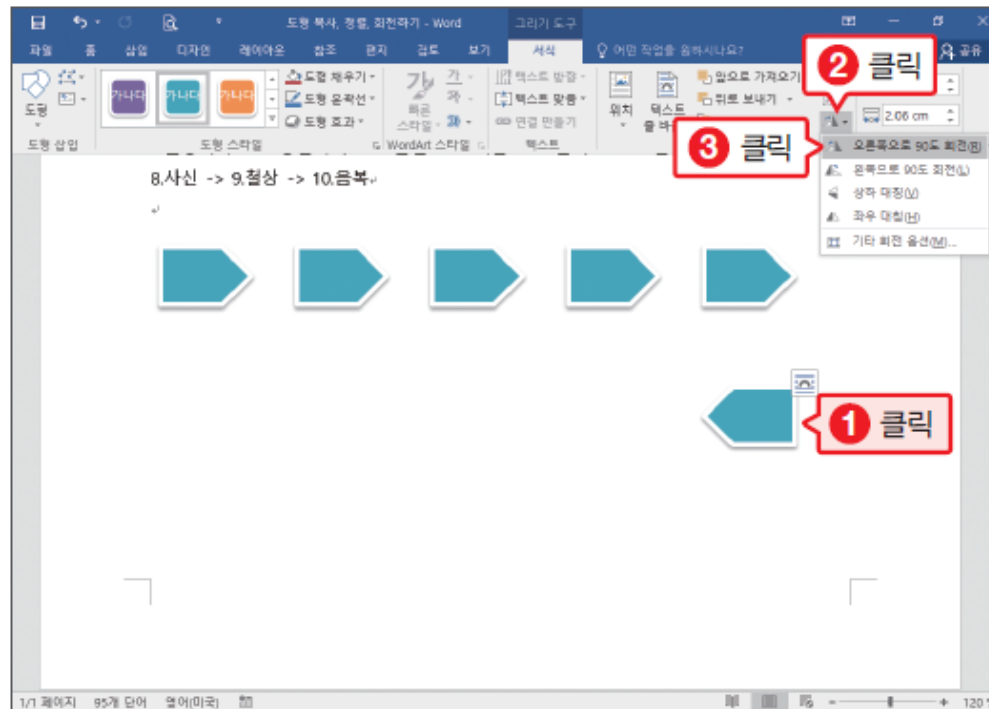 도형 복사, 정렬, 회전하기 - Word 그리기 도구
파일 홈 삽입 디자인 레이아웃 참조 편지 검토 보기 서식 어떤 작업을 원하시나요? 공유
2 클릭
도형
가나다 가나다 가나다
도형 채우기
도형 윤곽선
도형 효과
빠른 스타일
가
텍스트 방향
텍스트 맞춤
연결 만들기
위치
텍스트
앞으로 가져오기
뒤로 보내기
2.06 cm
도형 삽입 도형 스타일 WordArt 스타일 텍스트
3 클릭
오른쪽으로 90도 회전(R)
왼쪽으로 90도 회전(L)
상하 대칭(V)
좌우 대칭(H)
기타 회전 옵션(M)...
8.사신 -> 9.철상 -> 10.음복
1 클릭
1/1 페이지 95개 단어 영어(미국) 120